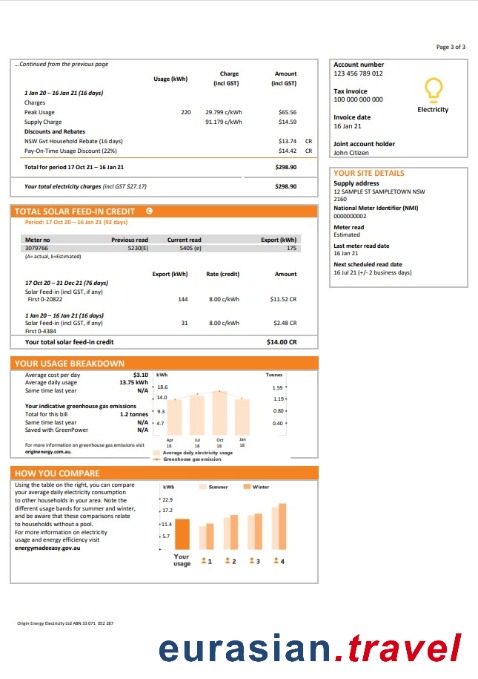 Page 3 of 3
...Continued from the previous page
Usage (kWh) Charge (incl GST) Amount (incl GST)
1 Jan 20 – 16 Jan 21 (16 days)
Charges
Peak Usage 220 29.799 c/kWh $65.56
Supply Charge 91.179 c/kWh $14.59
Discounts and Rebates
NSW Gvt Household Rebate (16 days) $13.74 CR
Pay-On-Time Usage Discount (22%) $14.42 CR
Total for period 17 Oct 21 – 16 Jan 21 $298.90
Your total electricity charges (incl GST $27.17) $298.90
Account number
123 456 789 012
Tax invoice
100 000 000 000
Invoice date
16 Jan 21
Electricity
Joint account holder
John Citizen
YOUR SITE DETAILS
Supply address
12 SAMPLE ST SAMPLETOWN NSW
2160
National Meter Identifier (NMI)
0000000002
Meter read
Estimated
Last meter read date
16 Jan 21
Next scheduled read date
16 Jul 21 (+/- 2 business days)
TOTAL SOLAR FEED-IN CREDIT
Period: 17 Oct 20 – 16 Jan 21 (92 days)
Meter no Previous read Current read Export (kWh)
3079766 5230(E) 5405 (e) 175
(A= actual, E=Estimated)
Export (kWh) Rate (credit) Amount
17 Oct 20 – 31 Dec 21 (76 days)
Solar Feed-in (incl GST, if any)
First 0-20822 144 8.00 c/kWh $11.52 CR
1 Jan 20 – 16 Jan 21 (16 days)
Solar Feed-in (incl GST, if any) 31 8.00 c/kWh $2.48 CR
First 0-4384
Your total solar feed-in credit $14.00 CR
YOUR USAGE BREAKDOWN
Average cost per day $3.10
Average daily usage 13.75 kWh
Same time last year N/A
Your indicative greenhouse gas emissions
Total for this bill 1.2 tonnes
Same time last year N/A
Saved with GreenPower N/A
For more information on greenhouse gas emissions visit
originenergy.com.au.
kWh Tonnes
18.6 1.59
14.0 1.19
9.3 0.80
4.7 0.40
Apr 18 Jul 18 Oct 18 Jan 18
Average daily electricity usage
Greenhouse gas emission
HOW YOU COMPARE
Using the table on the right, you can compare
your average daily electricity consumption
to other households in your area. Note the
different usage bands for summer and winter,
and be aware that these comparisons relate
to households without a pool.
For more information on electricity
usage and energy efficiency visit
energymadeeasy.gov.au
kWh Summer Winter
22.9
17.2
11.4
5.7
Your usage 1 2 3 4
Origin Energy Electricity Ltd ABN 33 071 052 287
eurasian.travel